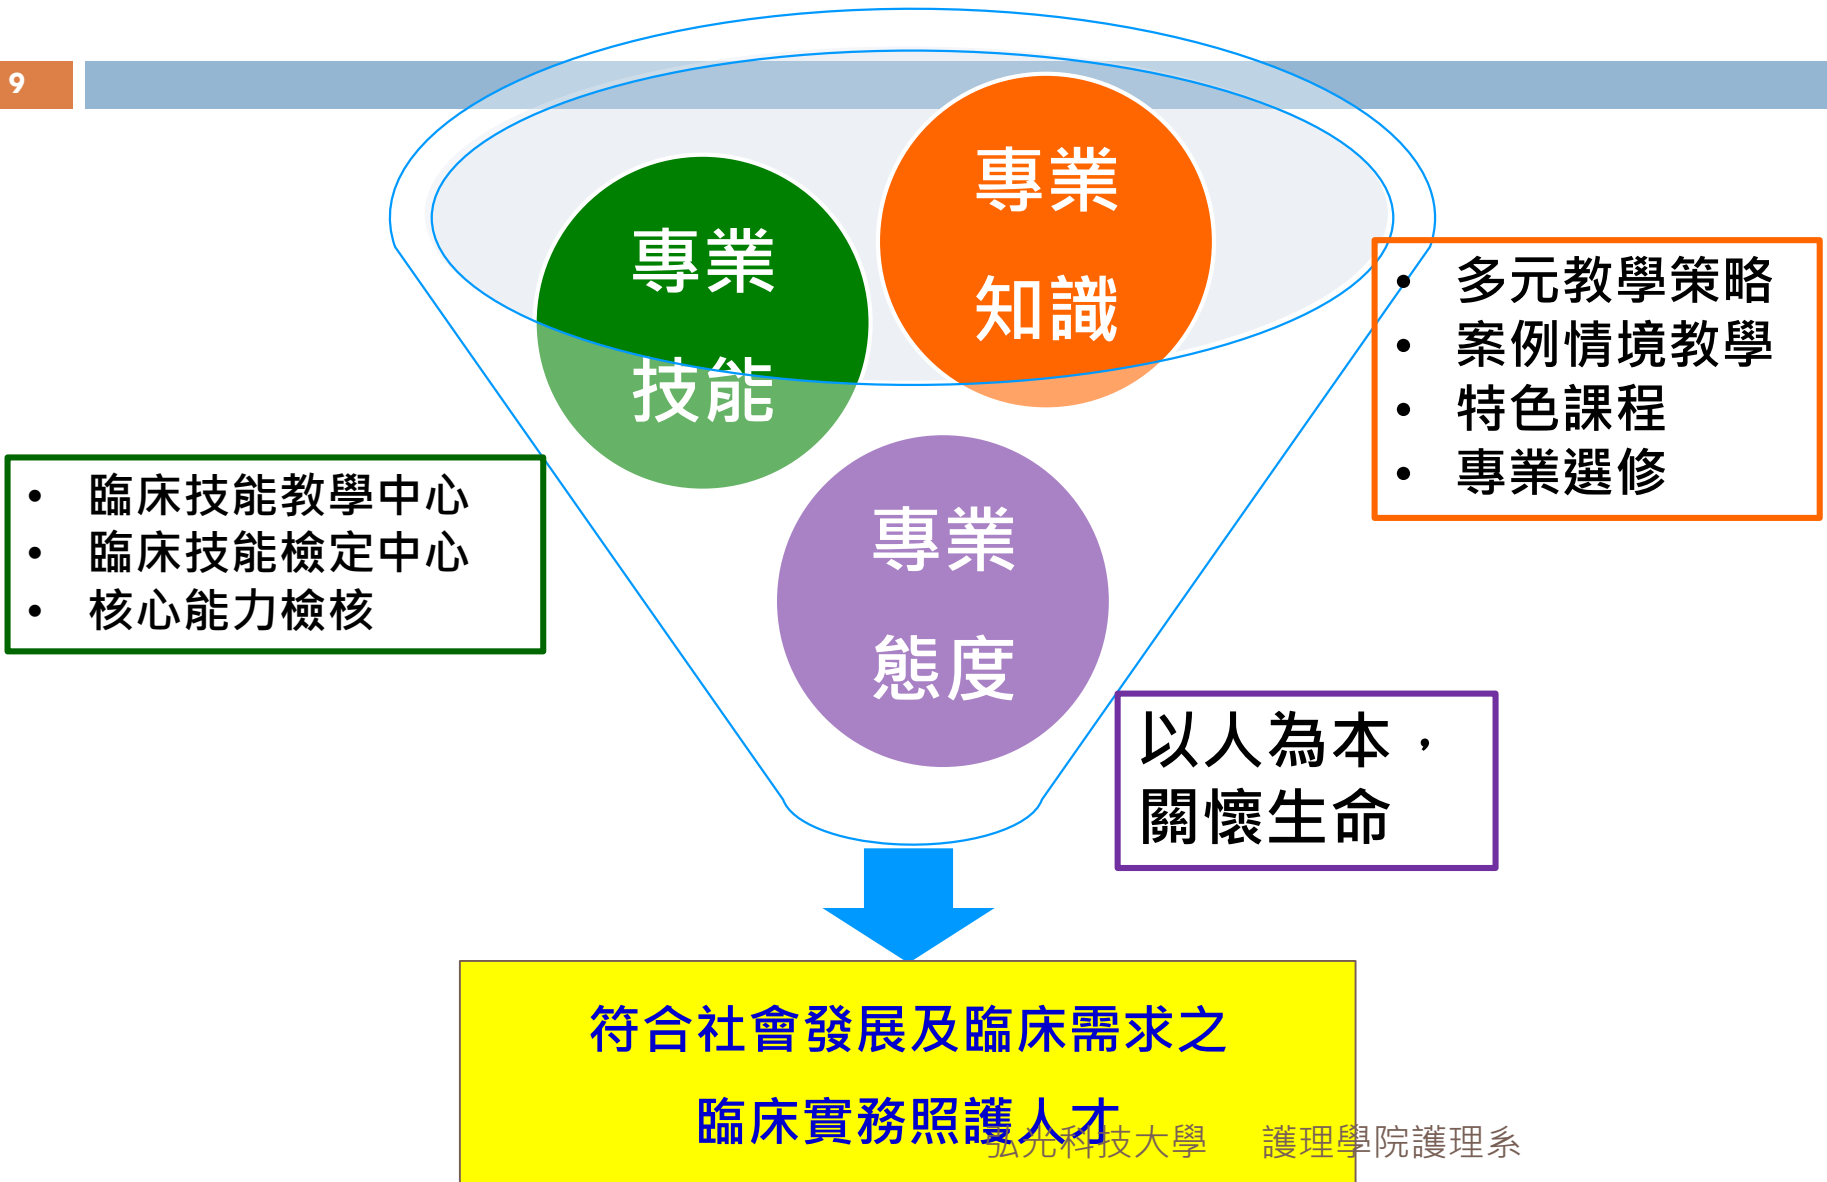 9
專業
知識
專業
技能
專業
態度
• 多元教學策略
• 案例情境教學
• 特色課程
• 專業選修
• 臨床技能教學中心
• 臨床技能檢定中心
• 核心能力檢核
以人為本，
關懷生命
符合社會發展及臨床需求之
臨床實務照護人才
弘光科技大學 護理學院護理系